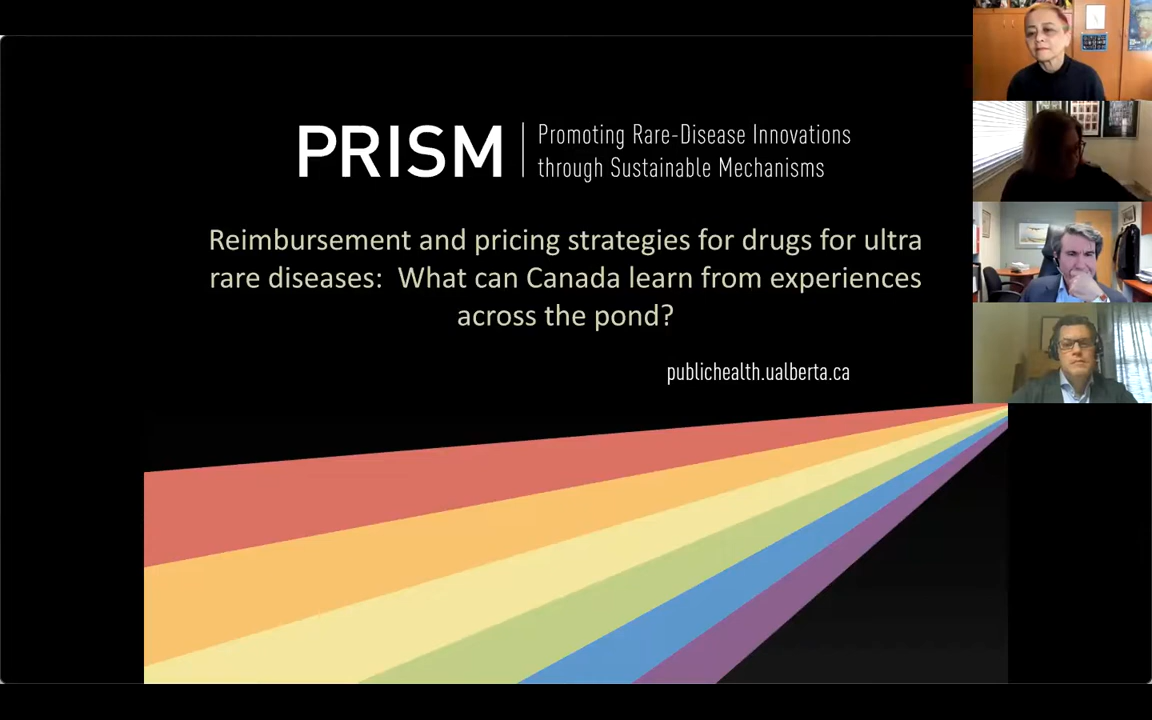 PRISM
Promoting Rare-Disease Innovations
through Sustainable Mechanisms
Reimbursement and pricing strategies for drugs for ultra
rare diseases: What can Canada learn from experiences
across the pond?
publichealth.ualberta.ca